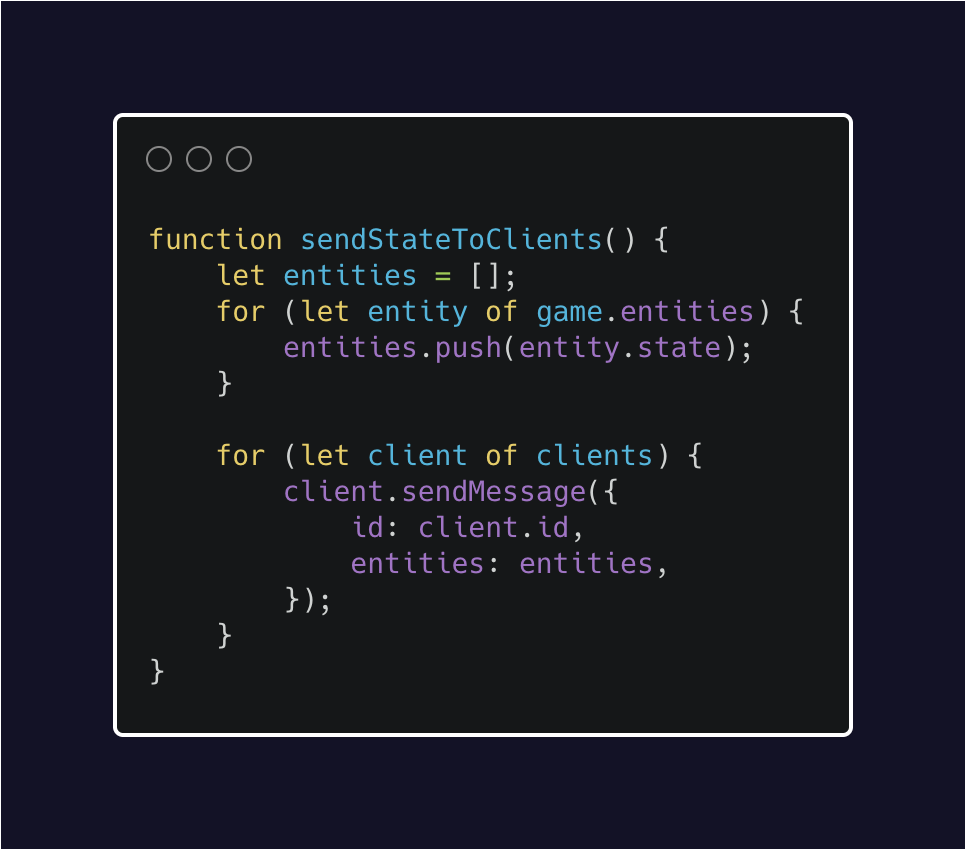 function sendStateToClients() {
    let entities = [];
    for (let entity of game.entities) {
        entities.push(entity.state);
    }

    for (let client of clients) {
        client.sendMessage({
            id: client.id,
            entities: entities,
        });
    }
}